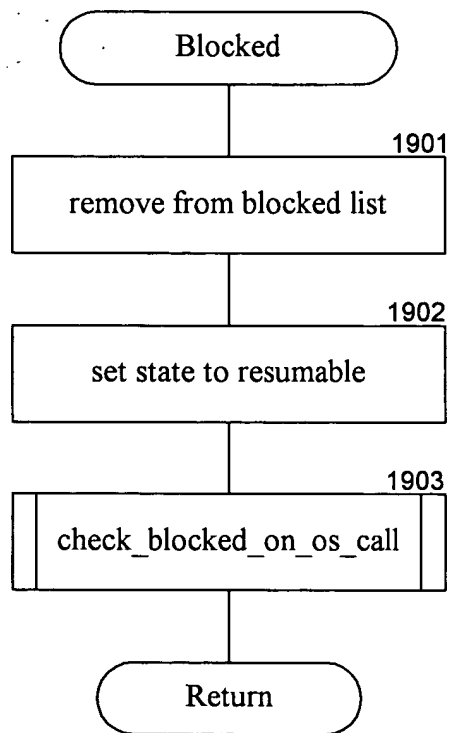 Blocked
1901
remove from blocked list
1902
set state to resumable
1903
check_blocked_on_os_call
Return